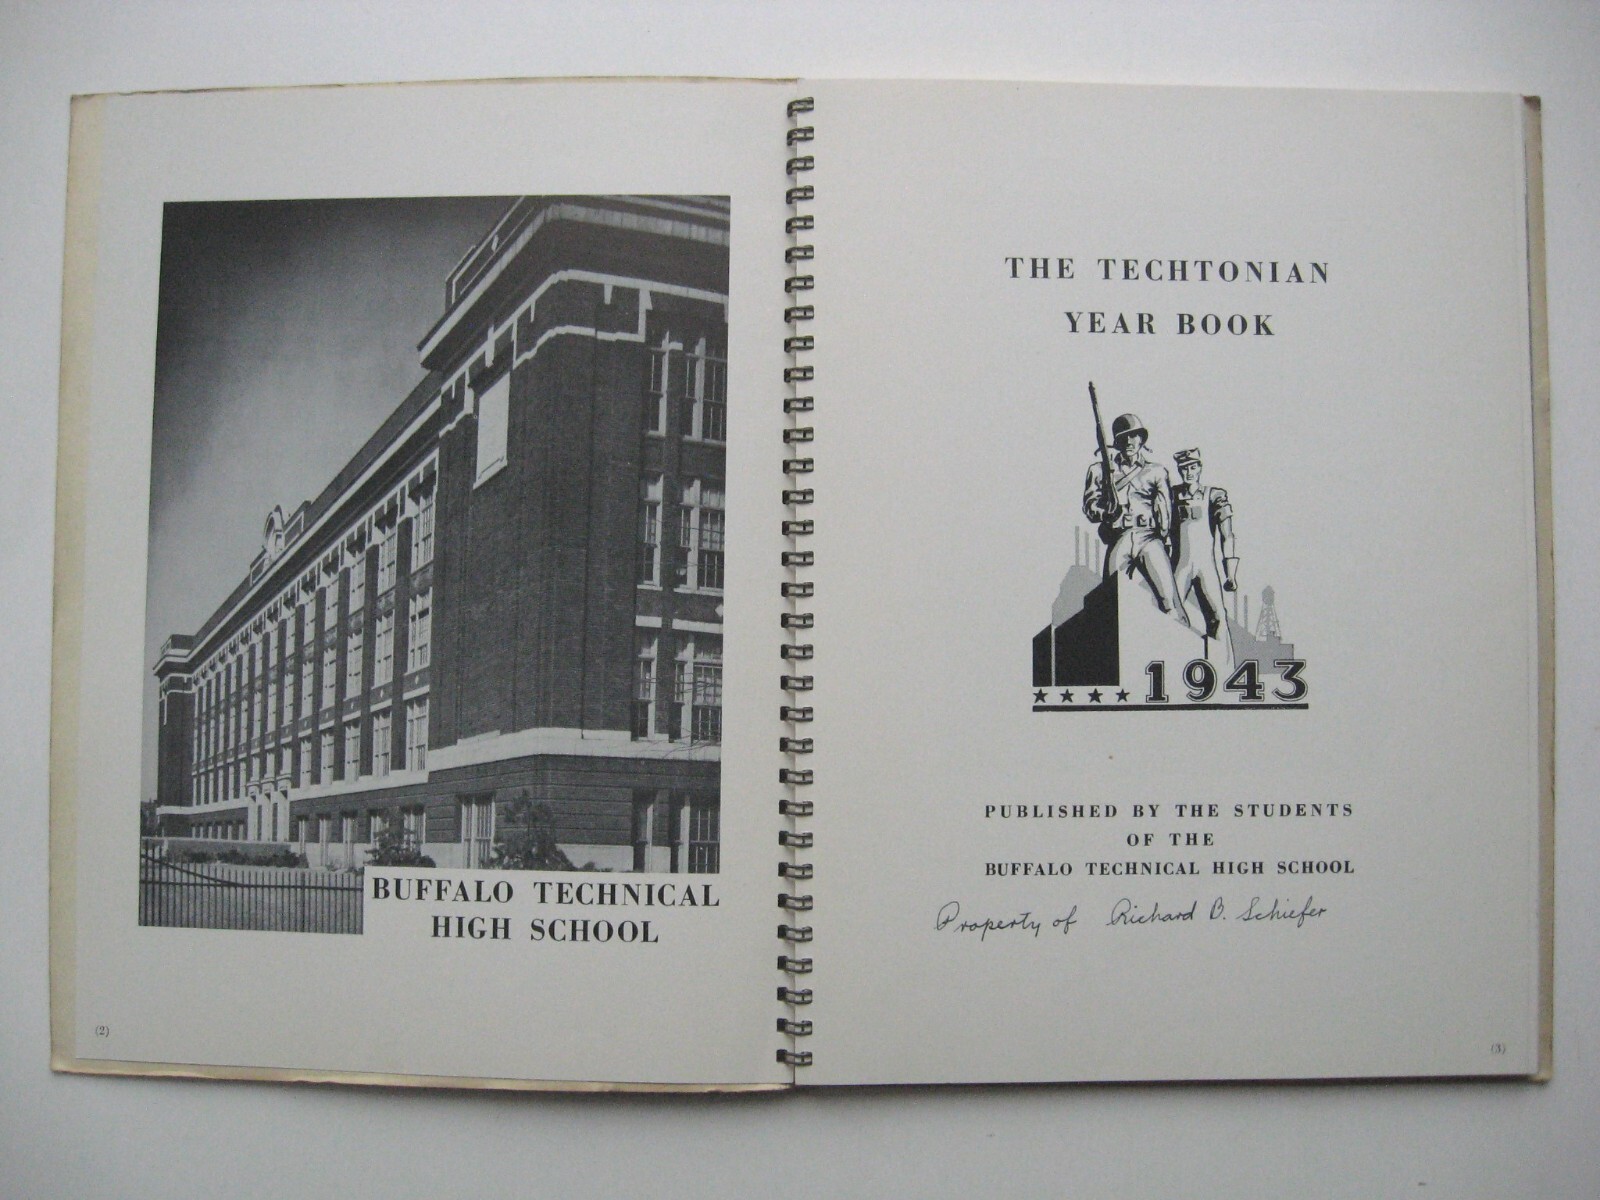 BUFFALO TECHNICAL
HIGH SCHOOL
(2)
THE TECHTONIAN
YEAR BOOK
1943
PUBLISHED BY THE STUDENTS
OF THE
BUFFALO TECHNICAL HIGH SCHOOL
Property of Richard B. Schiefer
(3)